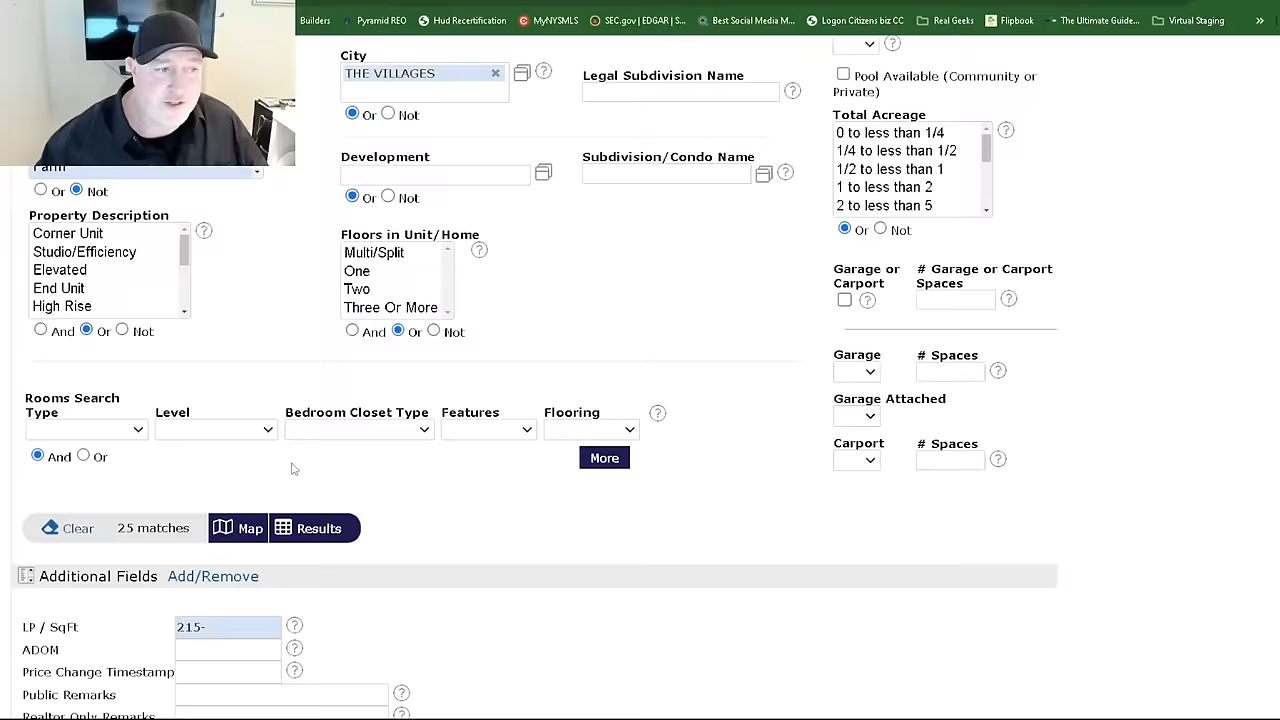 Builders Pyramid REO Hud Recertification MyNYSMLS SEC.gov | EDGAR | S... Best Social Media M... Logon Citizens biz CC Real Geeks Flipbook The Ultimate Guide... Virtual Staging »
City
THE VILLAGES
Or Not
Legal Subdivision Name
Development
Or Not
Subdivision/Condo Name
Floors in Unit/Home
Multi/Split
One
Two
Three Or More
And Or Not
Farm
Or Not
Property Description
Corner Unit
Studio/Efficiency
Elevated
End Unit
High Rise
And Or Not
Pool Available (Community or
Private)
Total Acreage
0 to less than 1/4
1/4 to less than 1/2
1/2 to less than 1
1 to less than 2
2 to less than 5
Or Not
Garage or
Carport
# Garage or Carport
Spaces
Garage # Spaces
Garage Attached
Carport # Spaces
Rooms Search
Type Level Bedroom Closet Type Features Flooring
And Or
More
Clear 25 matches Map Results
Additional Fields Add/Remove
LP / SqFt 215-
ADOM
Price Change Timestamp
Public Remarks
Realtor Only Remarks